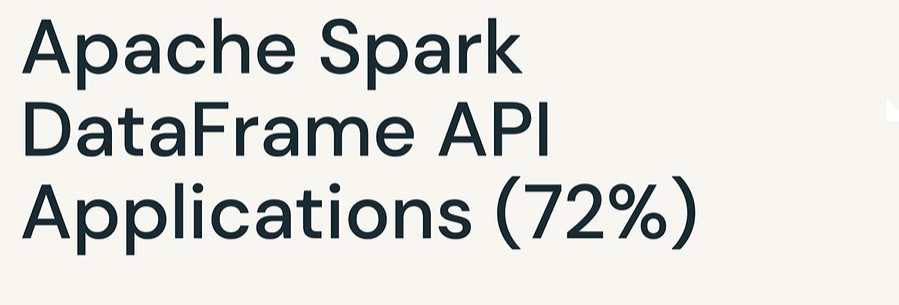 Apache Spark
DataFrame API
Applications (72%)